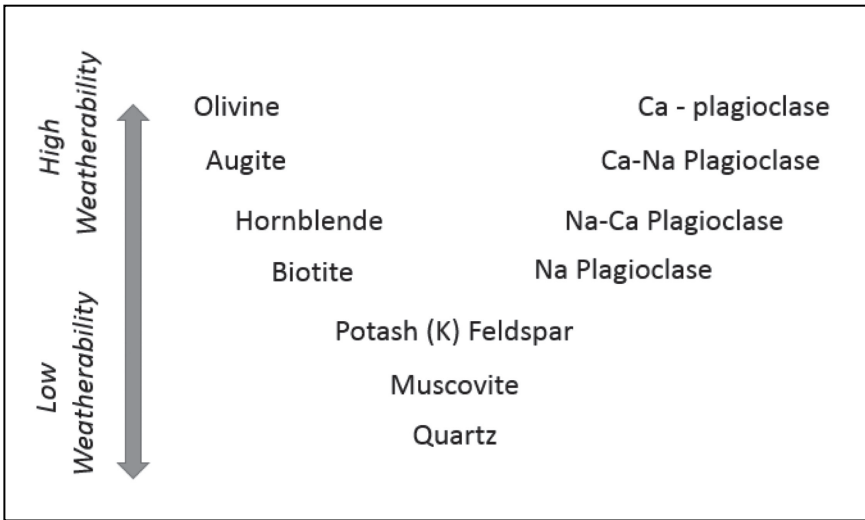 High
Weatherability
Olivine Ca - plagioclase
Augite Ca-Na Plagioclase
Hornblende Na-Ca Plagioclase
Biotite Na Plagioclase
Potash (K) Feldspar
Muscovite
Quartz
Low
Weatherability